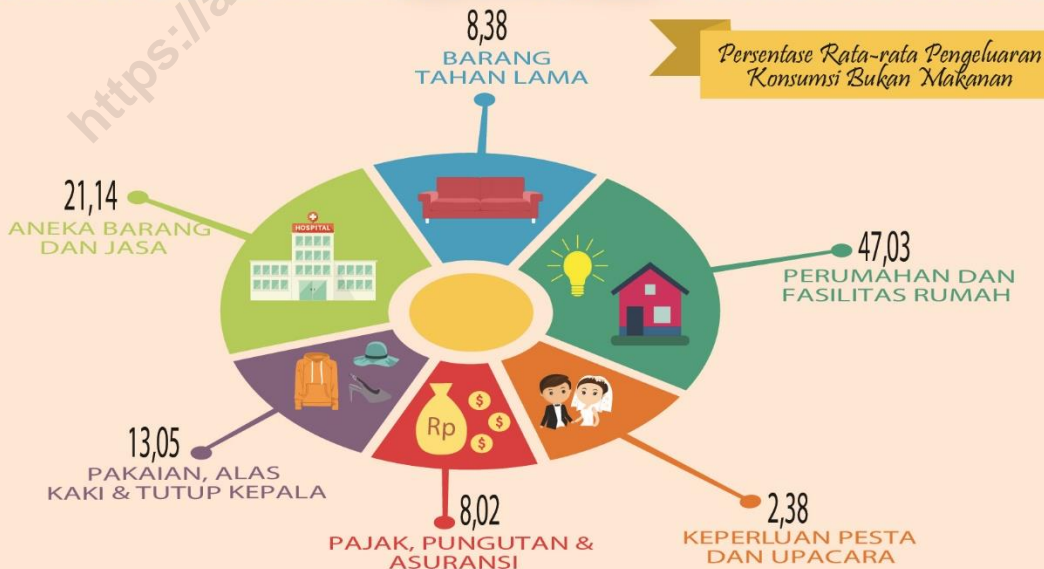 Persentase Rata-rata Pengeluaran
Konsumsi Bukan Makanan
8,38
BARANG
TAHAN LAMA
21,14
ANEKA BARANG
DAN JASA
HOSPITAL
47,03
PERUMAHAN DAN
FASILITAS RUMAH
Rp
$
$
$
13,05
PAKAIAN, ALAS
KAKI & TUTUP KEPALA
8,02
PAJAK, PUNGUTAN &
ASURANSI
2,38
KEPERLUAN PESTA
DAN UPACARA
https://a